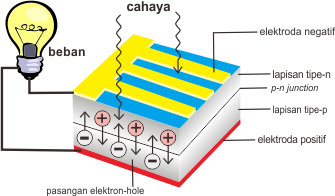 cahaya
beban
elektroda negatif
lapisan tipe-n
p-n junction
lapisan tipe-p
elektroda positif
pasangan elektron-hole